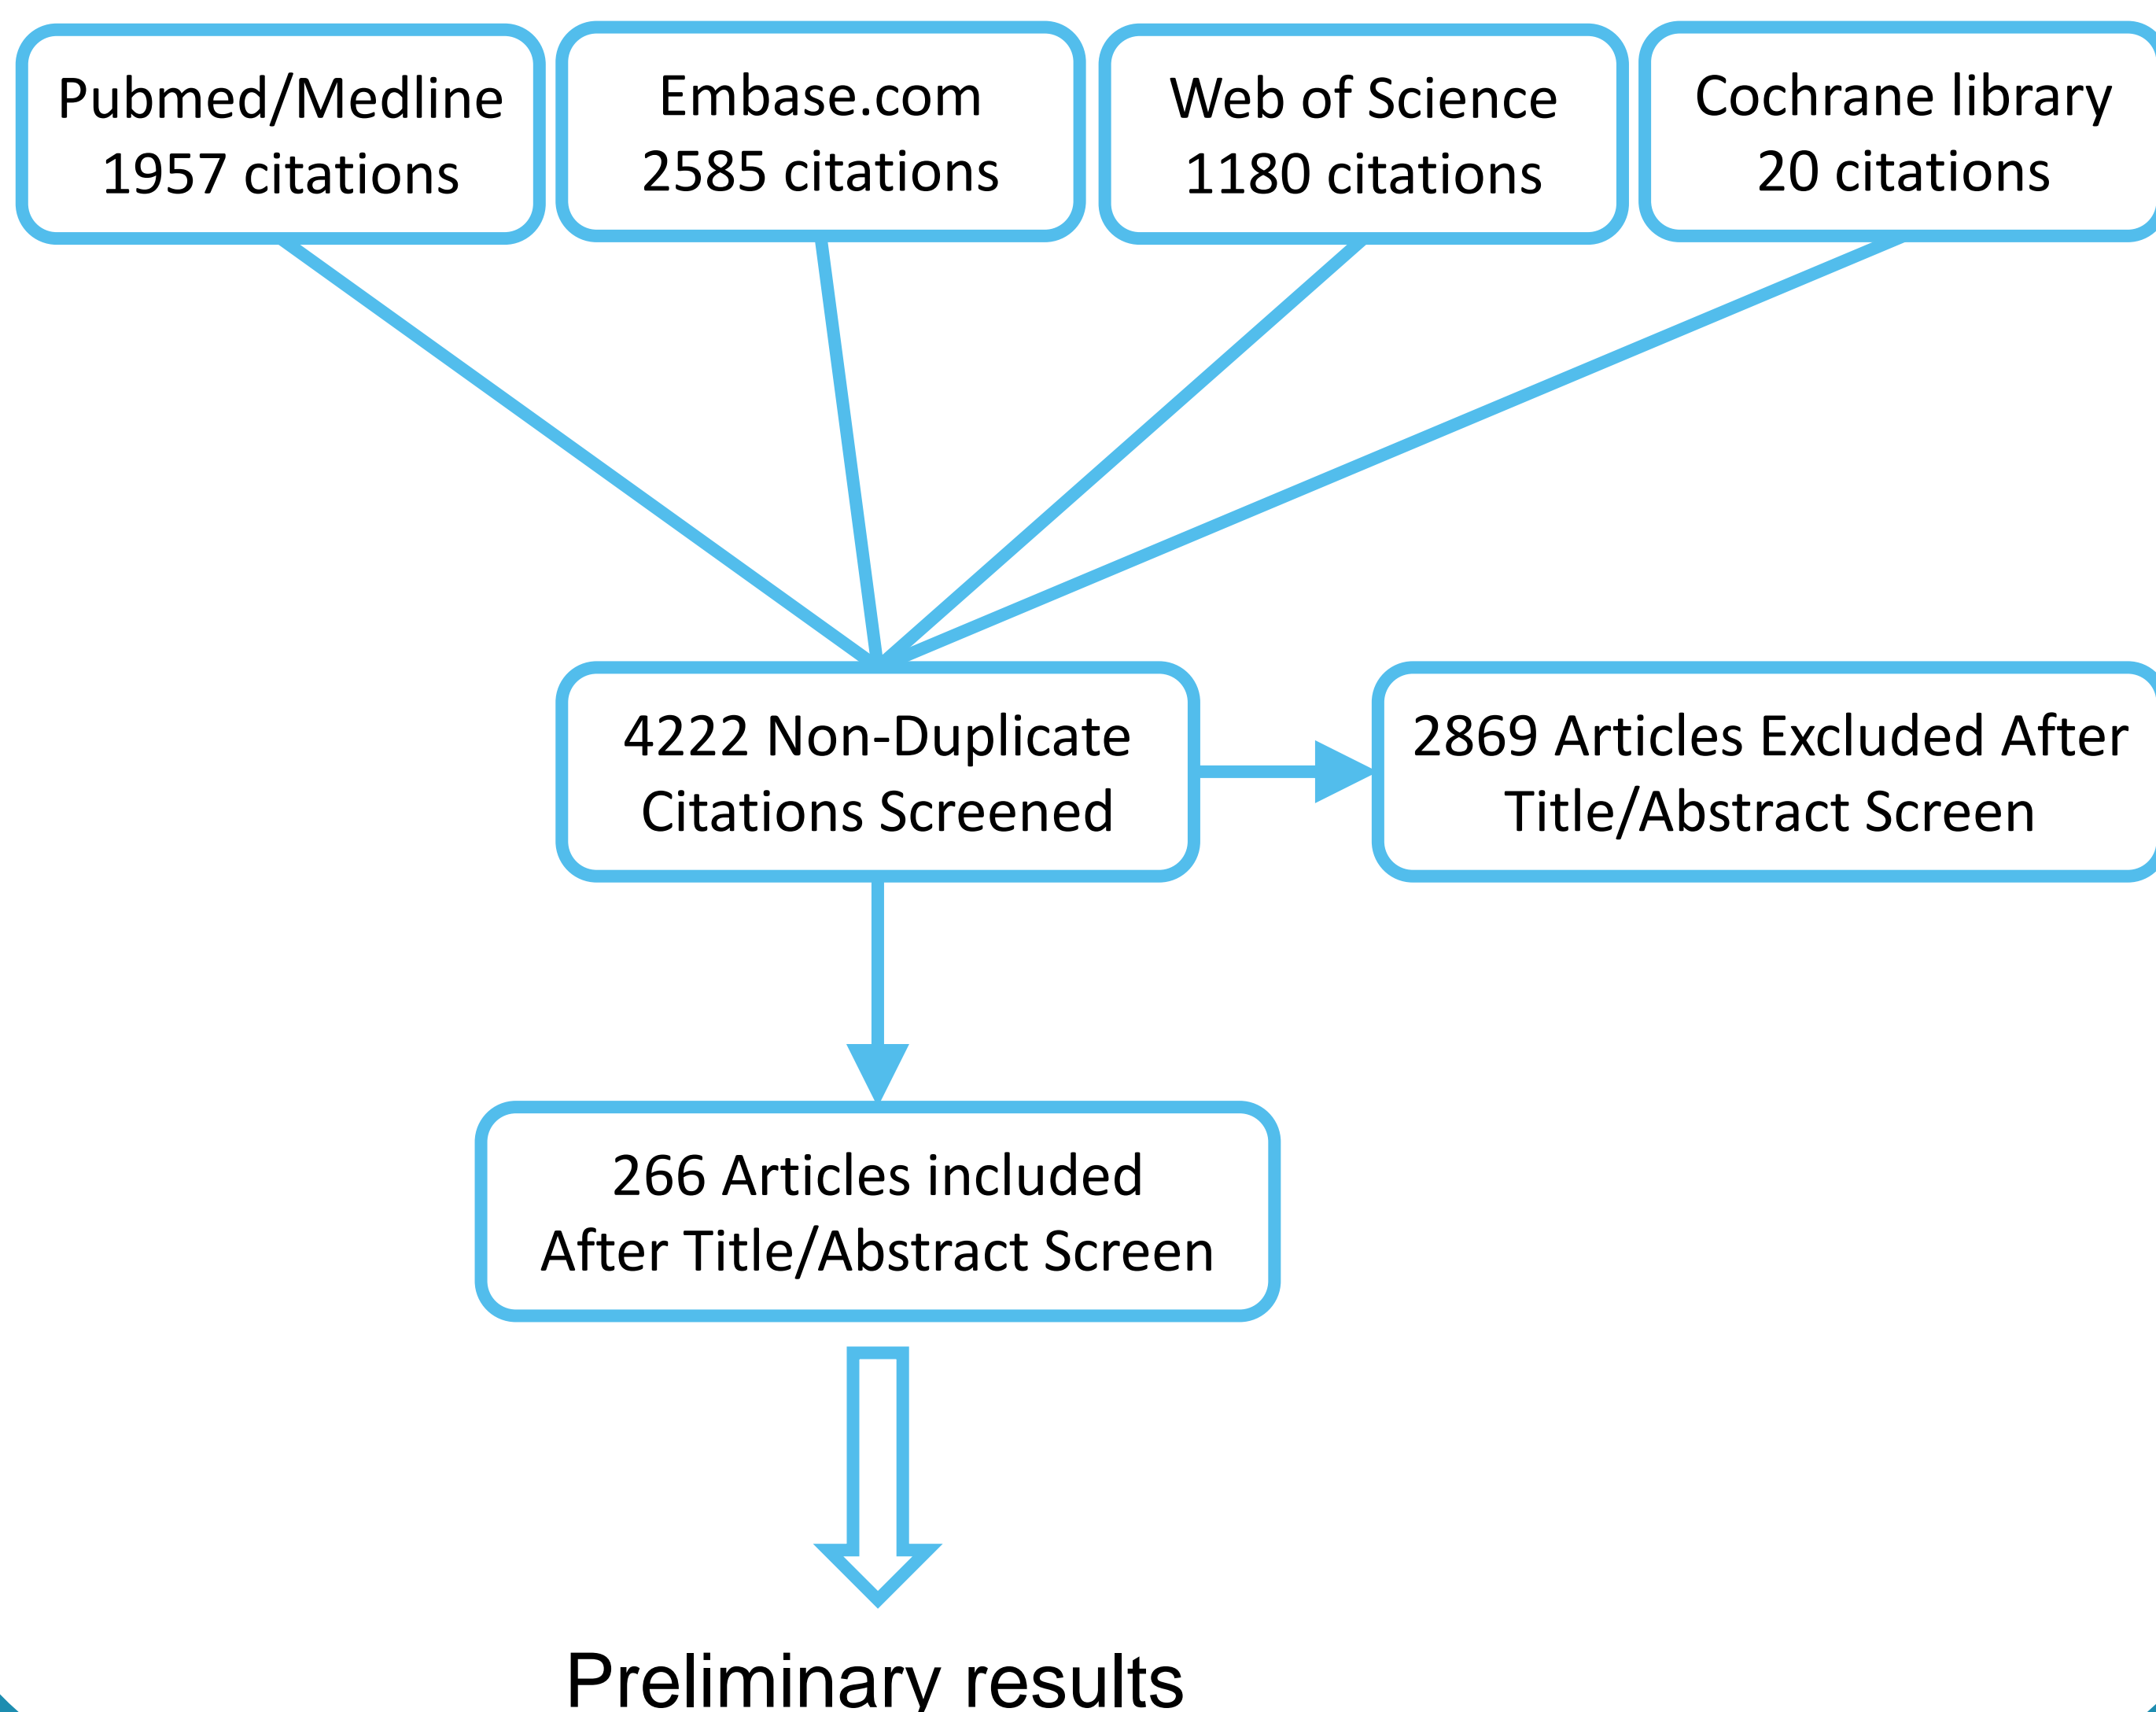 Pubmed/Medline
1957 citations
Embase.com
2585 citations
Web of Science
1180 citations
Cochrane library
20 citations
4222 Non-Duplicate
Citations Screened
2869 Articles Excluded After
Title/Abstract Screen
266 Articles included
After Title/Abstract Screen
Preliminary results